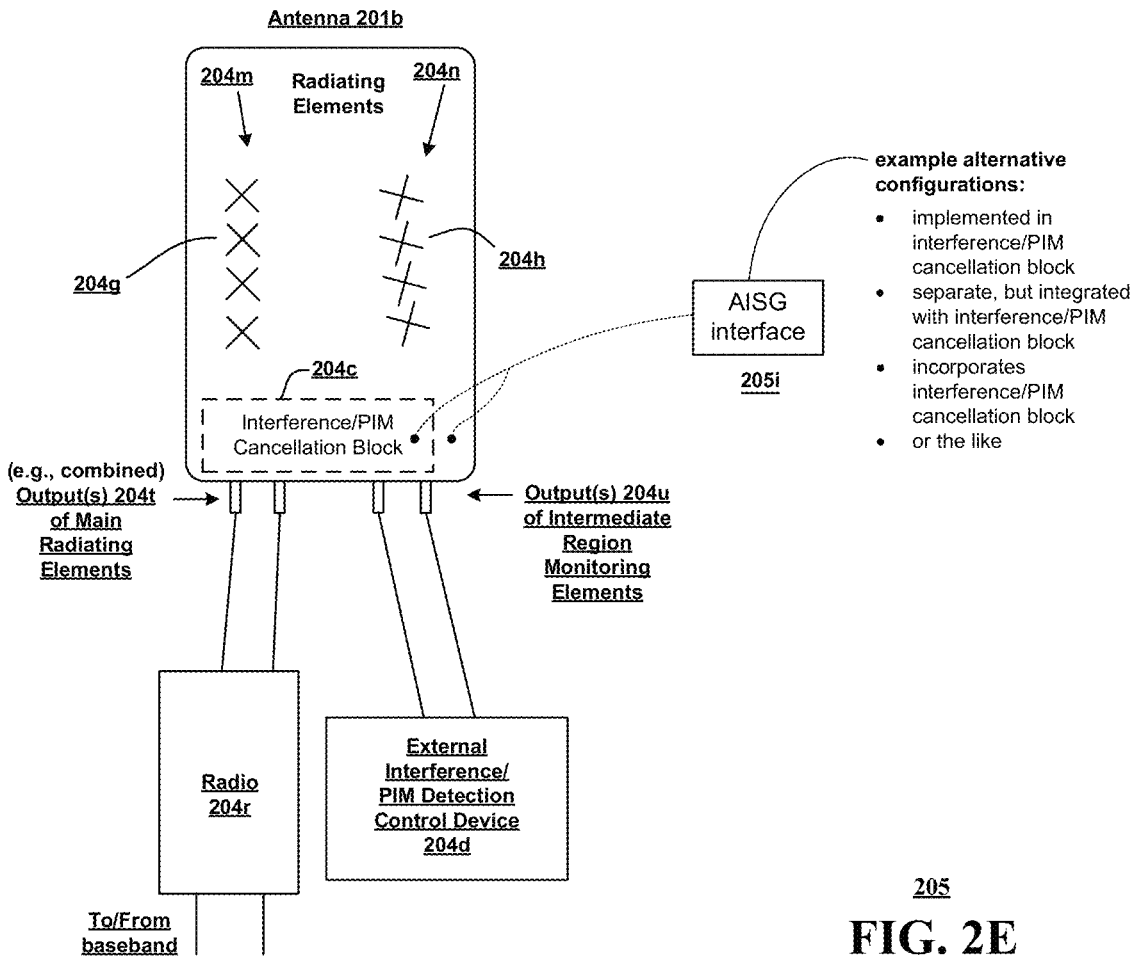 Antenna 201b
204m
Radiating
Elements
204n
204g
204h
204c
Interference/PIM
Cancellation Block
AISG
interface
205i
example alternative
configurations:
• implemented in
interference/PIM
cancellation block
• separate, but integrated
with interference/PIM
cancellation block
• incorporates
interference/PIM
cancellation block
• or the like
(e.g., combined)
Output(s) 204t
of Main
Radiating
Elements
Output(s) 204u
of Intermediate
Region
Monitoring
Elements
Radio
204r
External
Interference/
PIM Detection
Control Device
204d
To/From
baseband
205
FIG. 2E